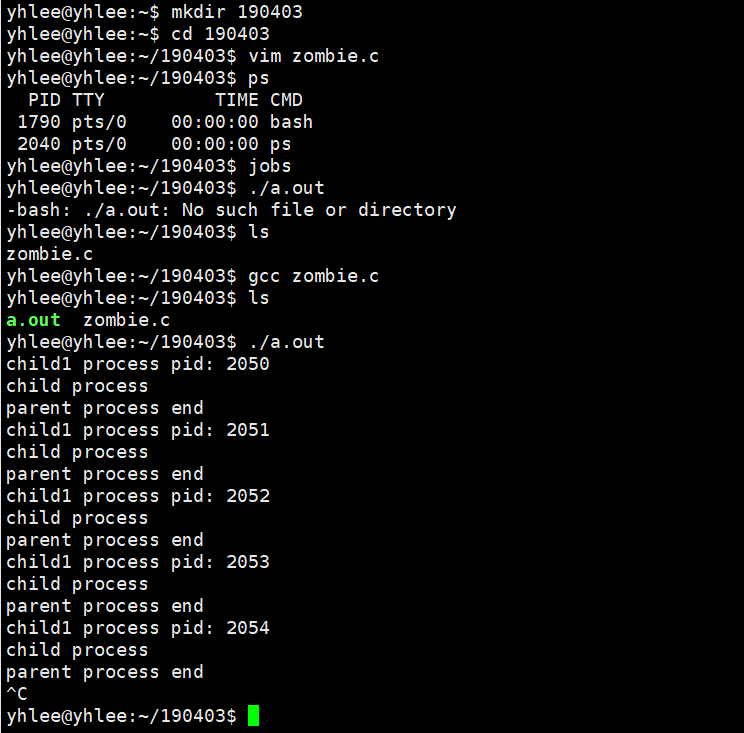 yhlee@yhlee:~$ mkdir 190403
yhlee@yhlee:~$ cd 190403
yhlee@yhlee:~/190403$ vim zombie.c
yhlee@yhlee:~/190403$ ps
  PID TTY          TIME CMD
 1790 pts/0    00:00:00 bash
 2040 pts/0    00:00:00 ps
yhlee@yhlee:~/190403$ jobs
yhlee@yhlee:~/190403$ ./a.out
-bash: ./a.out: No such file or directory
yhlee@yhlee:~/190403$ ls
zombie.c
yhlee@yhlee:~/190403$ gcc zombie.c
yhlee@yhlee:~/190403$ ls
a.out  zombie.c
yhlee@yhlee:~/190403$ ./a.out
child1 process pid: 2050
child process
parent process end
child1 process pid: 2051
child process
parent process end
child1 process pid: 2052
child process
parent process end
child1 process pid: 2053
child process
parent process end
child1 process pid: 2054
child process
parent process end
^C
yhlee@yhlee:~/190403$